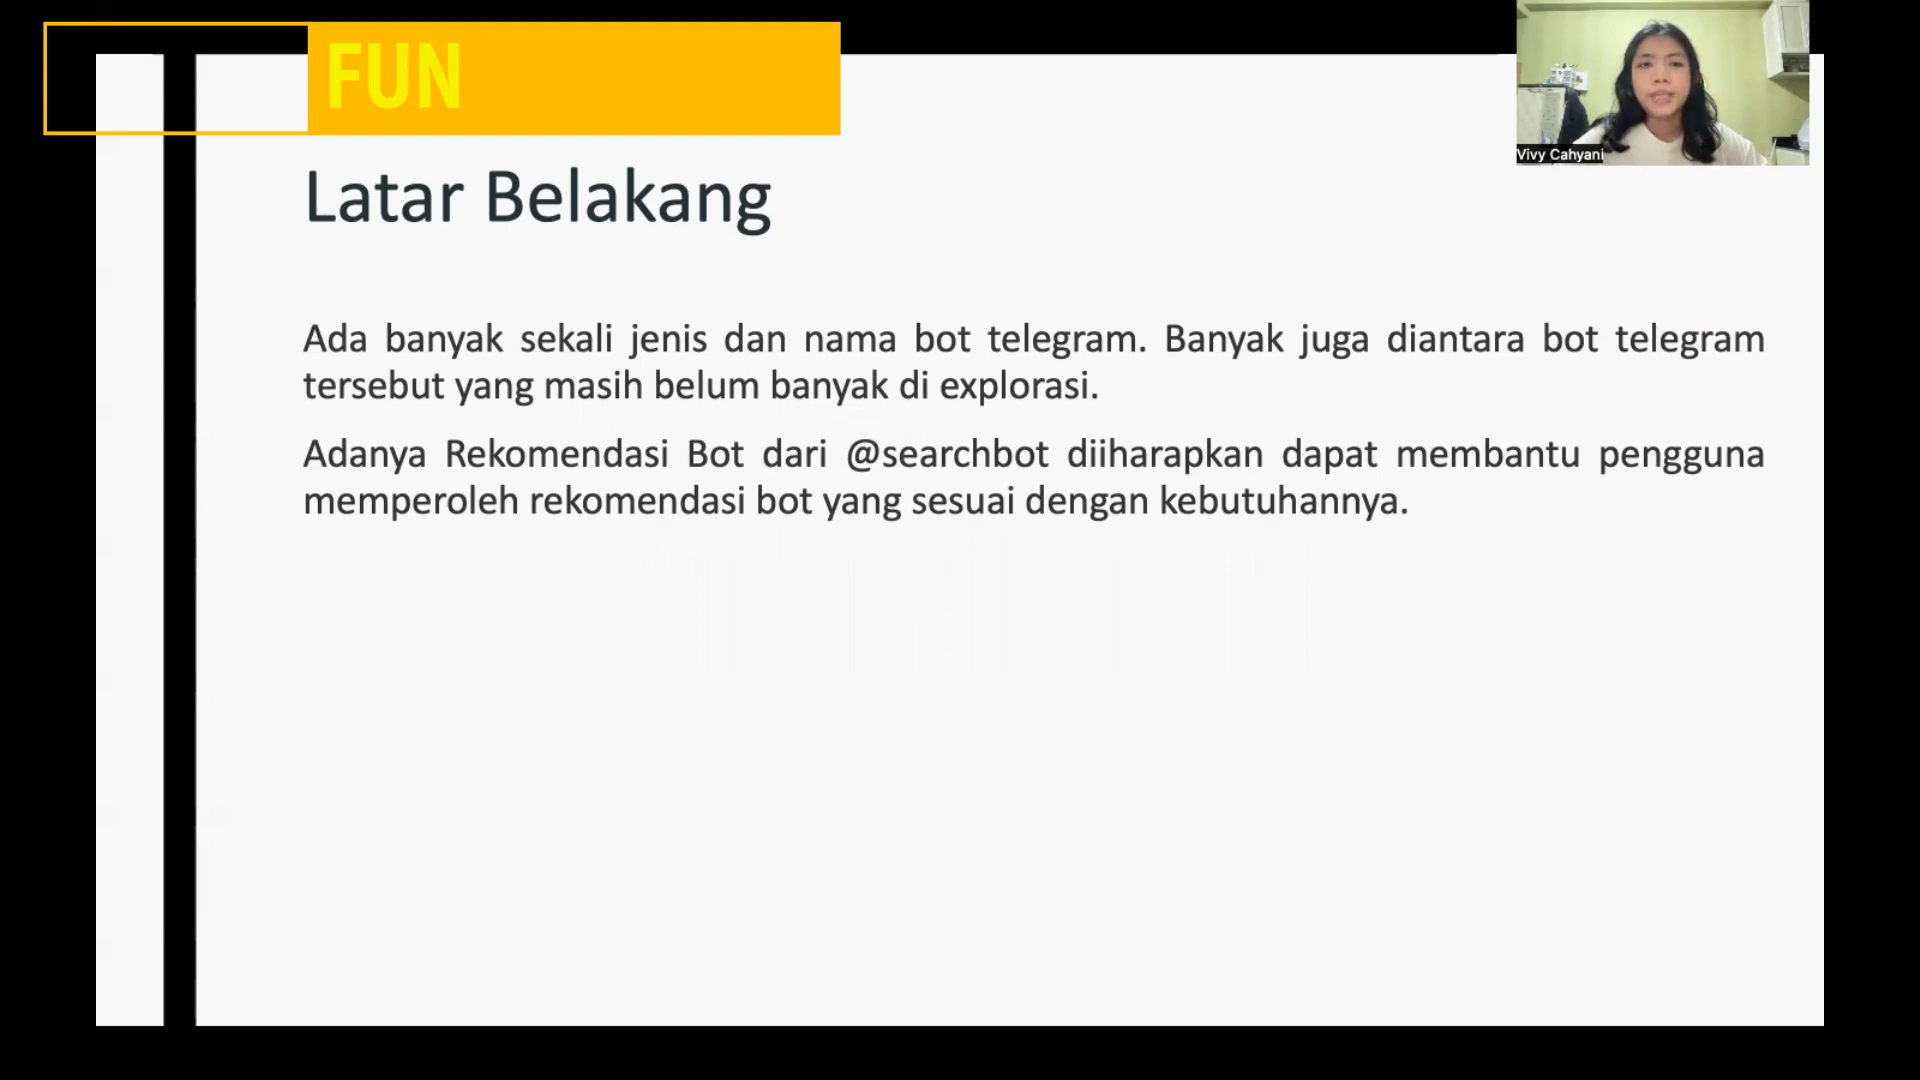 FUN
Vivy Cahyani
Latar Belakang
Ada banyak sekali jenis dan nama bot telegram. Banyak juga diantara bot telegram
tersebut yang masih belum banyak di explorasi.
Adanya Rekomendasi Bot dari @searchbot diiharapkan dapat membantu pengguna
memperoleh rekomendasi bot yang sesuai dengan kebutuhannya.